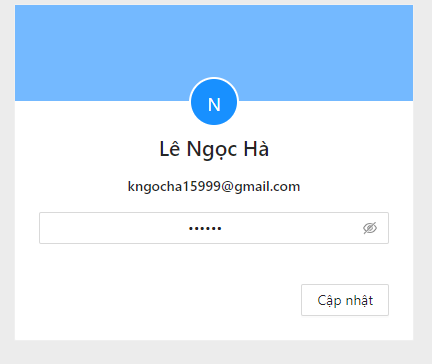 N
Lê Ngọc Hà
kngocha15999@gmail.com
••••••
Cập nhật